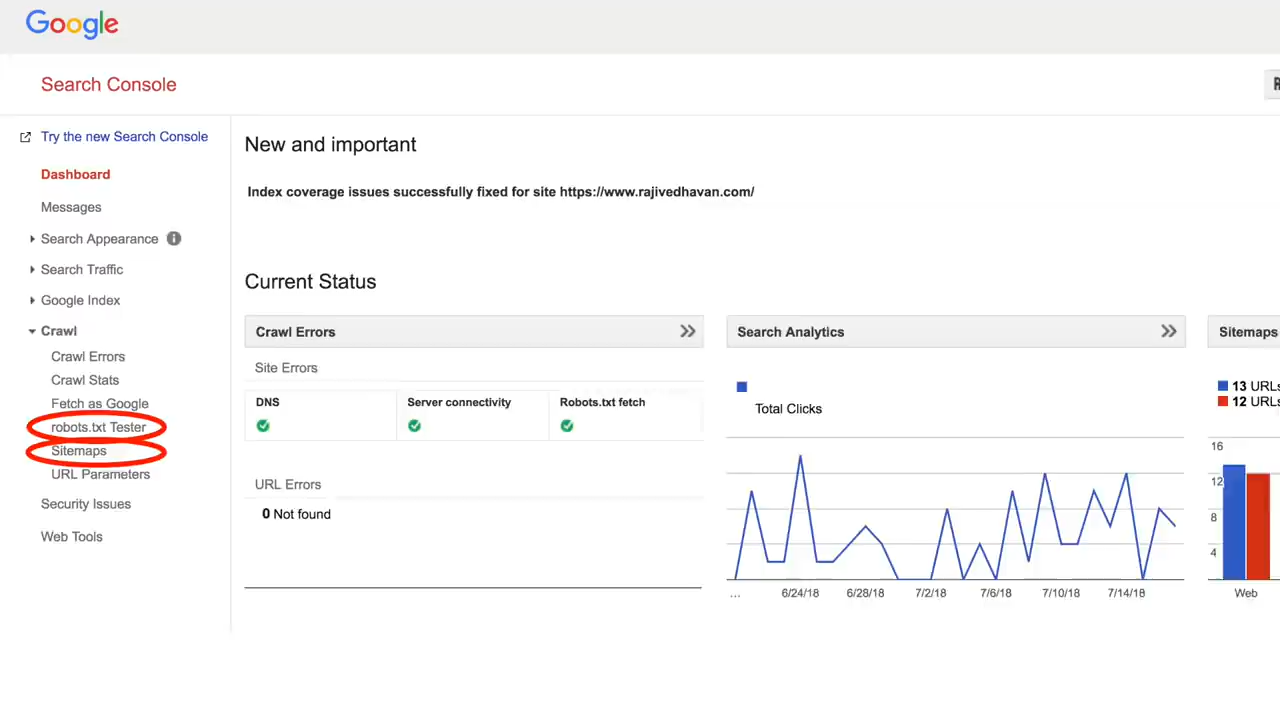 Google
Search Console
Try the new Search Console
Dashboard
Messages
Search Appearance
Search Traffic
Google Index
Crawl
Crawl Errors
Crawl Stats
Fetch as Google
robots.txt Tester
Sitemaps
URL Parameters
Security Issues
Web Tools
New and important
Index coverage issues successfully fixed for site https://www.rajivedhavan.com/
Current Status
Crawl Errors
Site Errors
DNS
Server connectivity
Robots.txt fetch
URL Errors
0 Not found
Search Analytics
Total Clicks
... 6/24/18 6/28/18 7/2/18 7/6/18 7/10/18 7/14/18
Sitemaps
13 URLs
12 URLs
16
12
8
4
Web